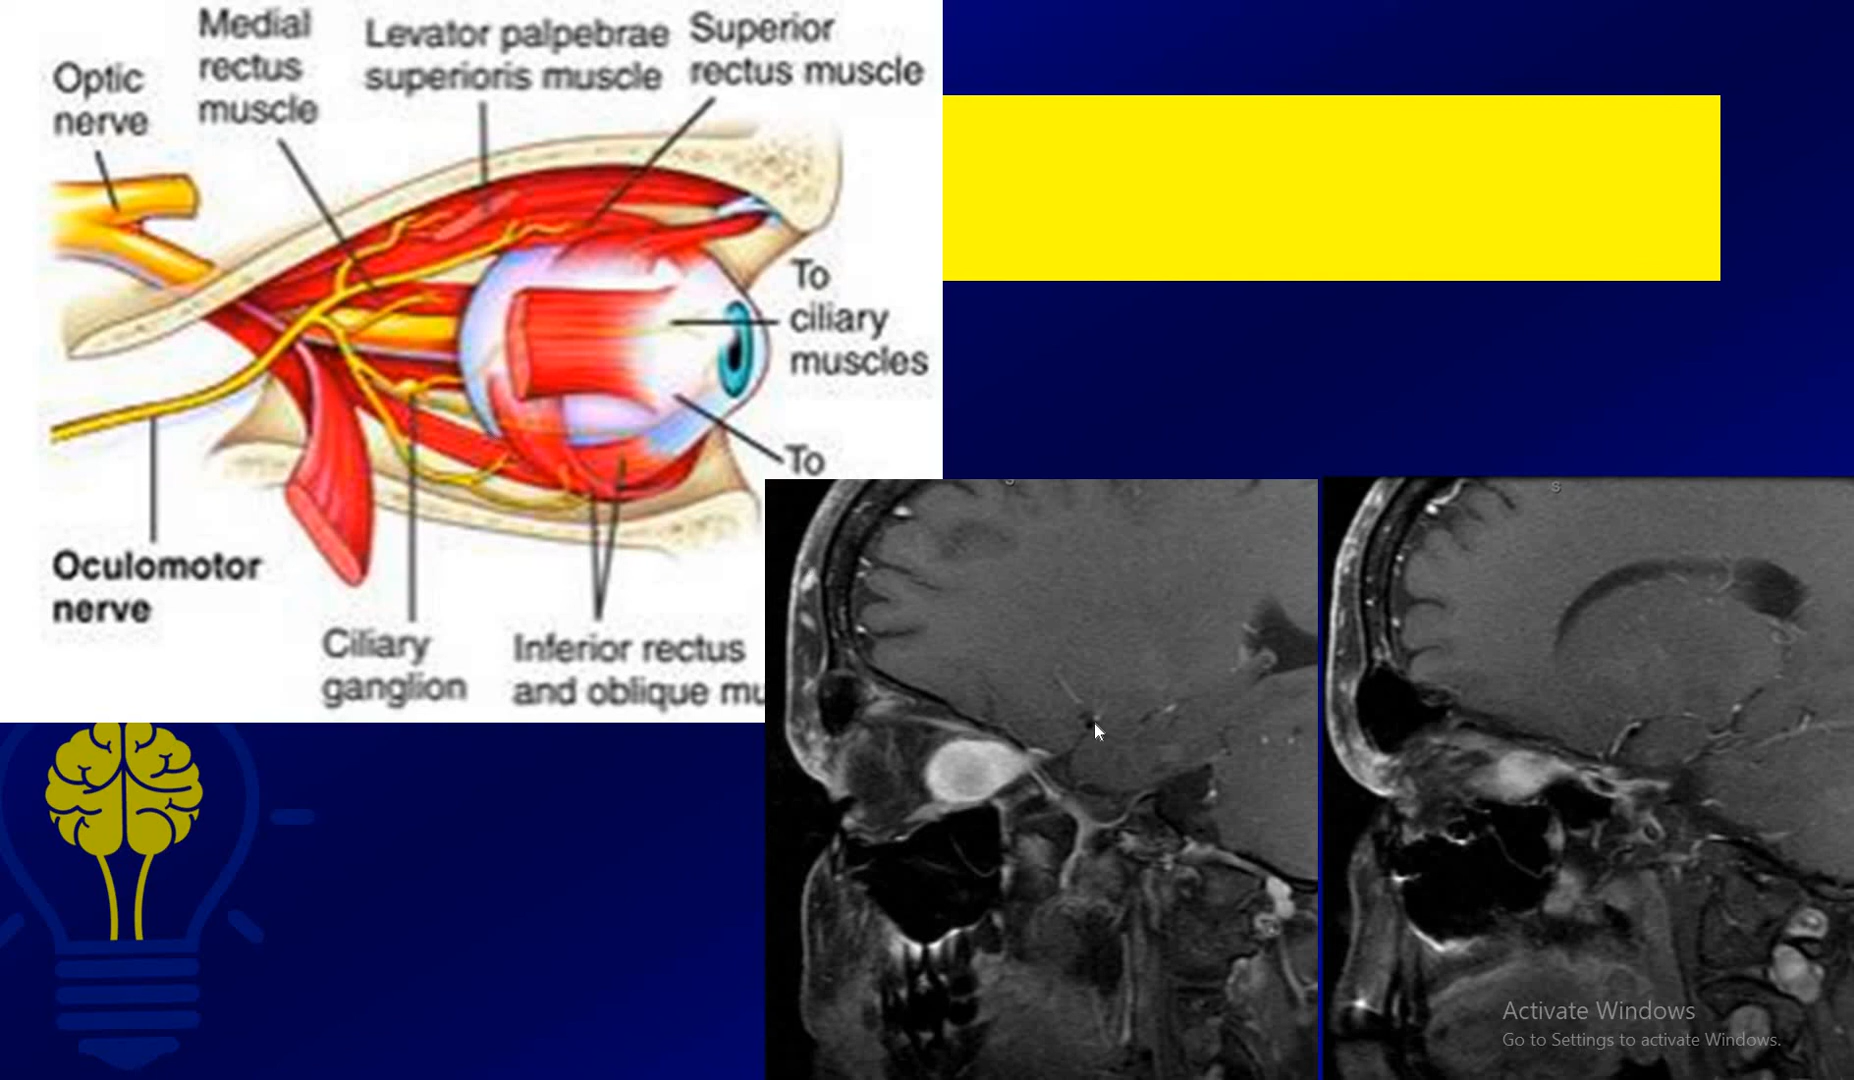 Medial
rectus
muscle
Levator palpebrae
superioris muscle
Superior
rectus muscle
Optic
nerve
To
ciliary
muscles
To
Oculomotor
nerve
Ciliary
ganglion
Inferior rectus
and oblique mu
S
Activate Windows
Go to Settings to activate Windows.